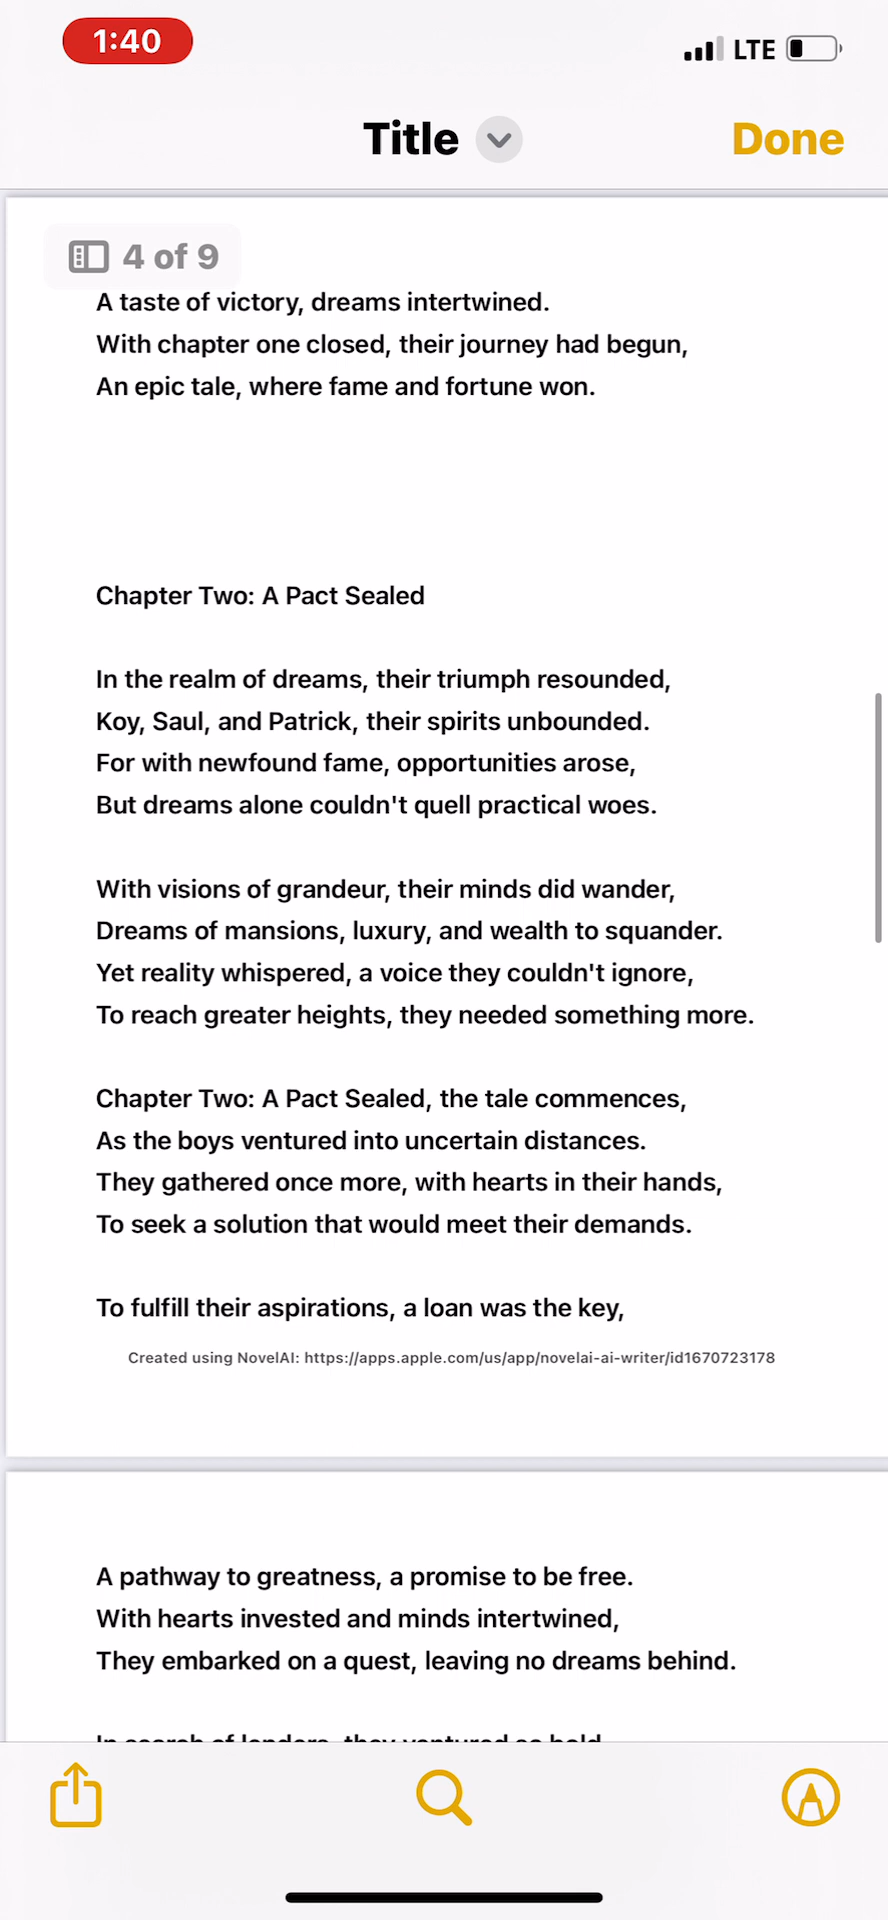 1:40
LTE
Title
Done
4 of 9
A taste of victory, dreams intertwined.
With chapter one closed, their journey had begun,
An epic tale, where fame and fortune won.
Chapter Two: A Pact Sealed
In the realm of dreams, their triumph resounded,
Koy, Saul, and Patrick, their spirits unbounded.
For with newfound fame, opportunities arose,
But dreams alone couldn't quell practical woes.
With visions of grandeur, their minds did wander,
Dreams of mansions, luxury, and wealth to squander.
Yet reality whispered, a voice they couldn't ignore,
To reach greater heights, they needed something more.
Chapter Two: A Pact Sealed, the tale commences,
As the boys ventured into uncertain distances.
They gathered once more, with hearts in their hands,
To seek a solution that would meet their demands.
To fulfill their aspirations, a loan was the key,
Created using NovelAI: https://apps.apple.com/us/app/novelai-ai-writer/id1670723178
A pathway to greatness, a promise to be free.
With hearts invested and minds intertwined,
They embarked on a quest, leaving no dreams behind.
In search of lenders, they ventured so bold